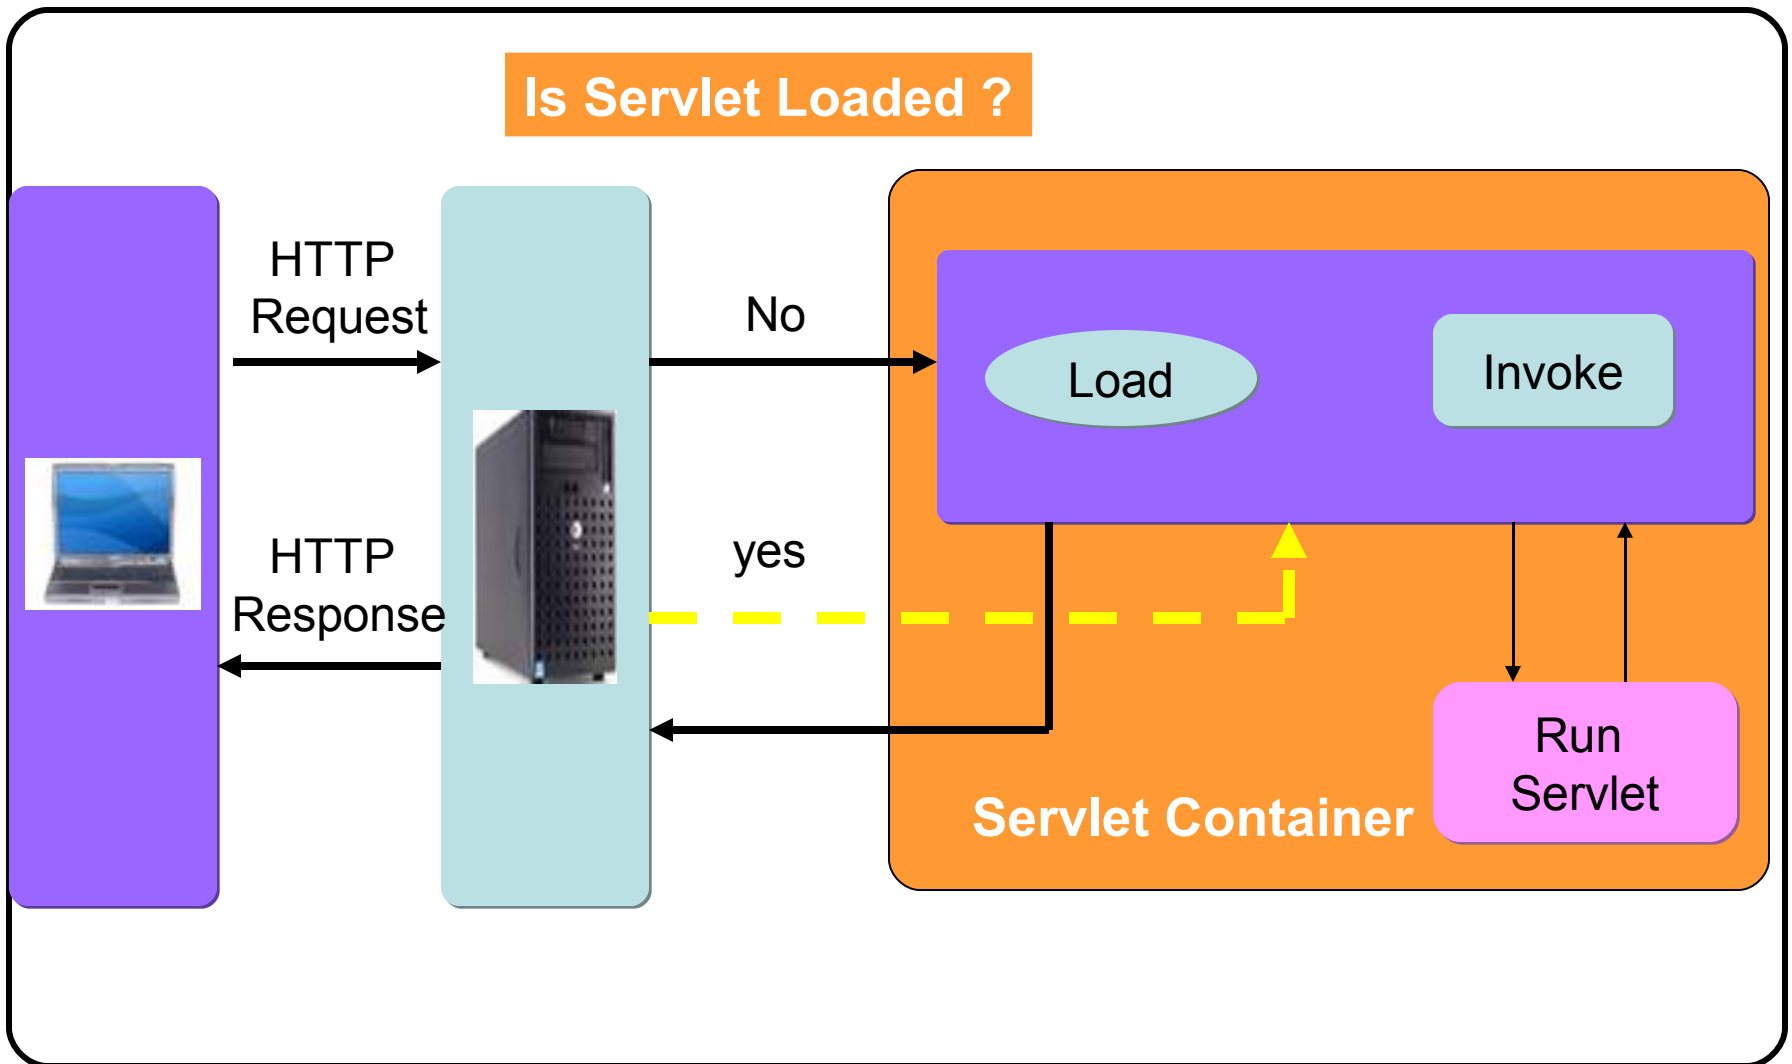 Is Servlet Loaded ?
HTTP
Request
No
Load
Invoke
HTTP
Response
yes
Run
Servlet
Servlet Container